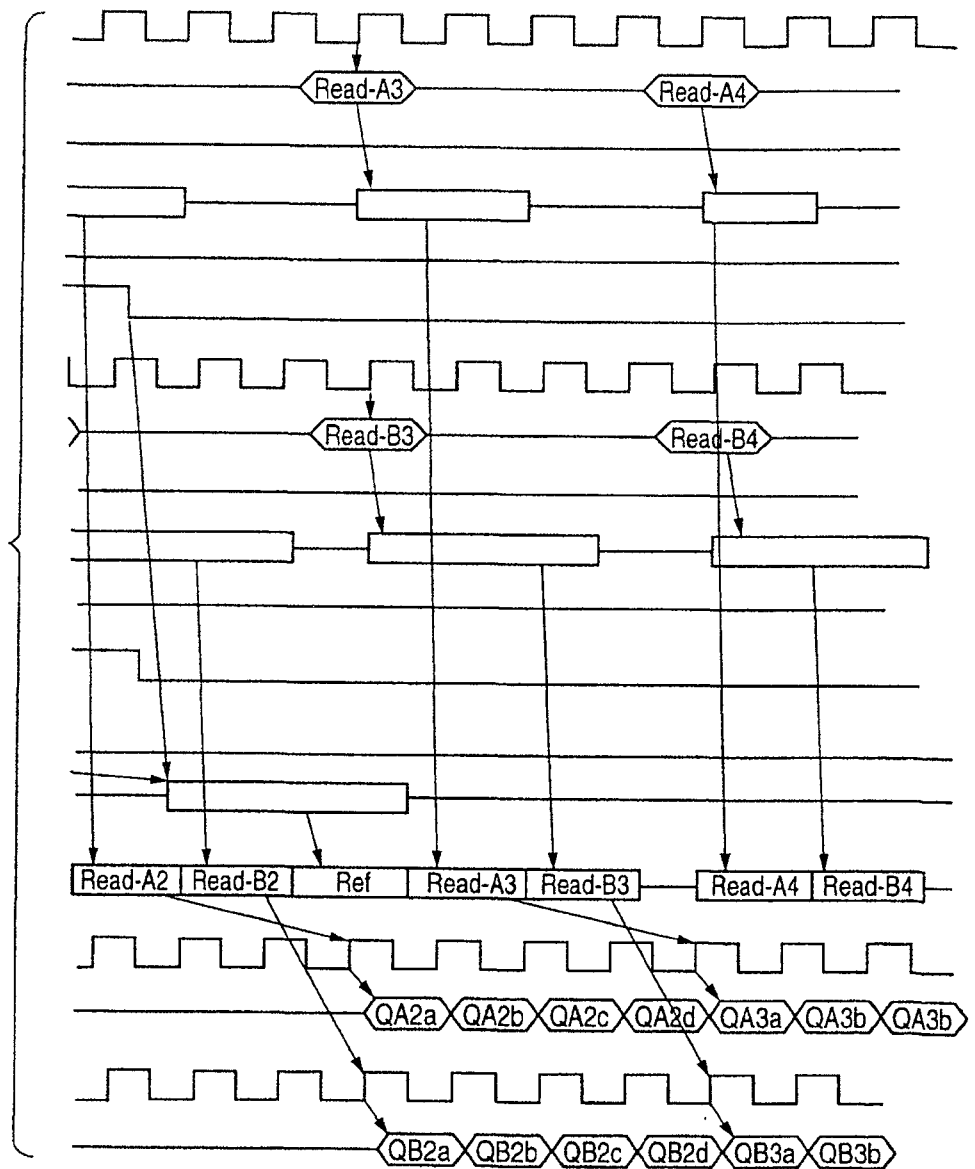 Read-A3 Read-A4
Read-B3 Read-B4
Read-A2 Read-B2 Ref Read-A3 Read-B3 Read-A4 Read-B4
QA2a QA2b QA2c QA2d QA3a QA3b QA3b
QB2a QB2b QB2c QB2d QB3a QB3b